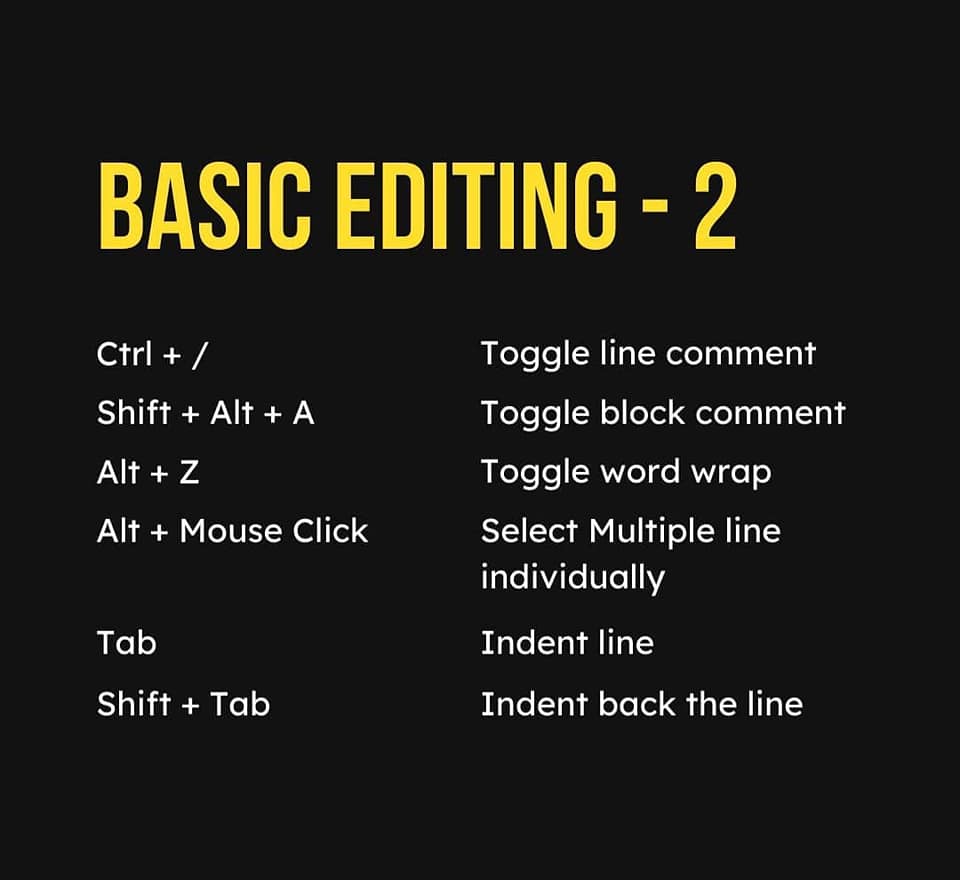 BASIC EDITING - 2
Ctrl + / Toggle line comment
Shift + Alt + A Toggle block comment
Alt + Z Toggle word wrap
Alt + Mouse Click Select Multiple line
individually
Tab Indent line
Shift + Tab Indent back the line